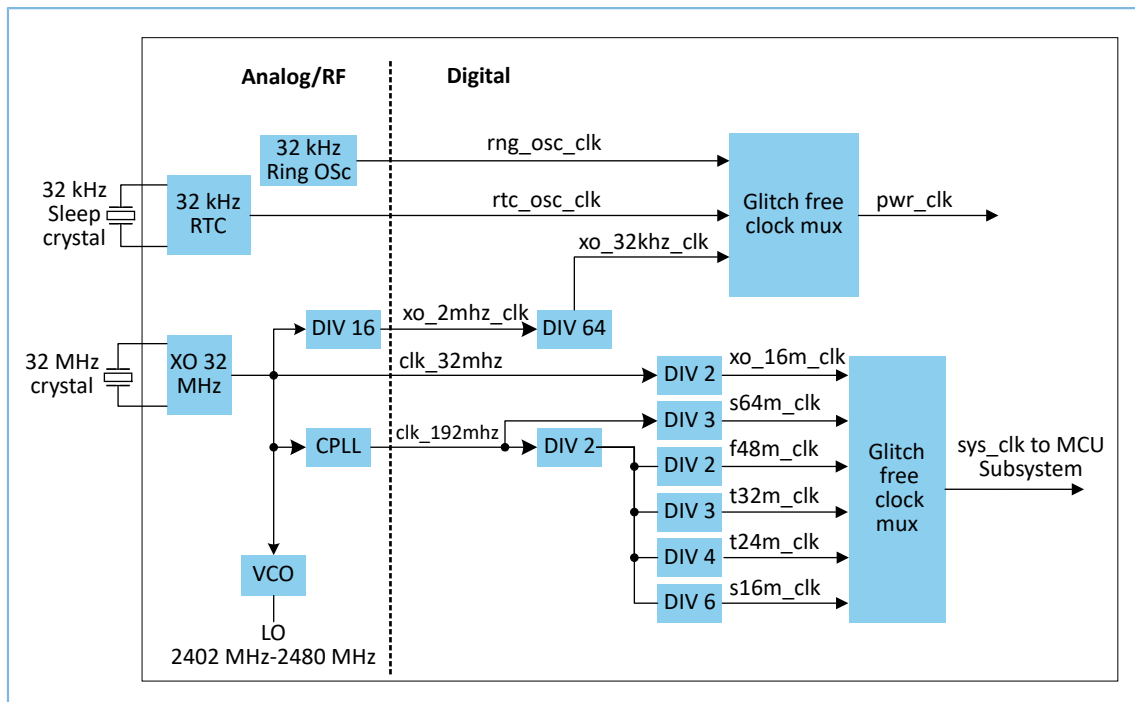 Analog/RF
Digital
32 kHz
Ring OSc
rng_osc_clk
32 kHz
Sleep
crystal
32 kHz
RTC
rtc_osc_clk
Glitch free
clock mux
pwr_clk
xo_32khz_clk
DIV 16
xo_2mhz_clk
DIV 64
32 MHz
crystal
XO 32
MHz
clk_32mhz
DIV 2
xo_16m_clk
DIV 3
s64m_clk
CPLL
clk_192mhz
DIV 2
DIV 2
f48m_clk
DIV 3
t32m_clk
DIV 4
t24m_clk
DIV 6
s16m_clk
Glitch
free
clock
mux
sys_clk to MCU
Subsystem
VCO
LO
2402 MHz-2480 MHz